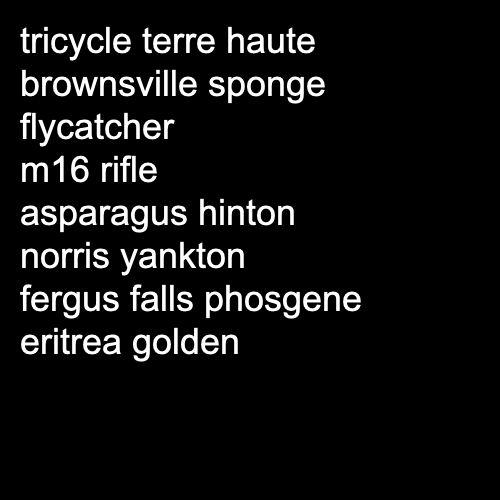 tricycle terre haute
brownsville sponge
flycatcher
m16 rifle
asparagus hinton
norris yankton
fergus falls phosgene
eritrea golden